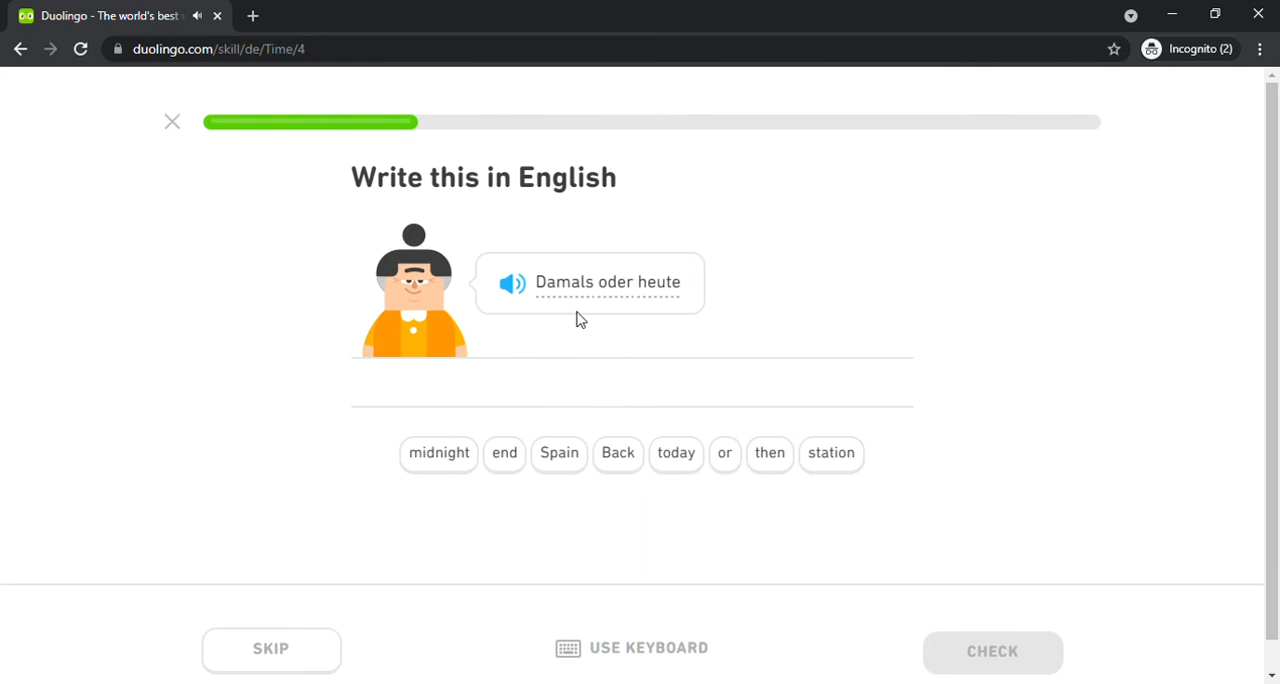 Duolingo - The world's best
duolingo.com/skill/de/Time/4
Incognito (2)
Write this in English
Damals oder heute
midnight end Spain Back today or then station
SKIP
USE KEYBOARD
CHECK